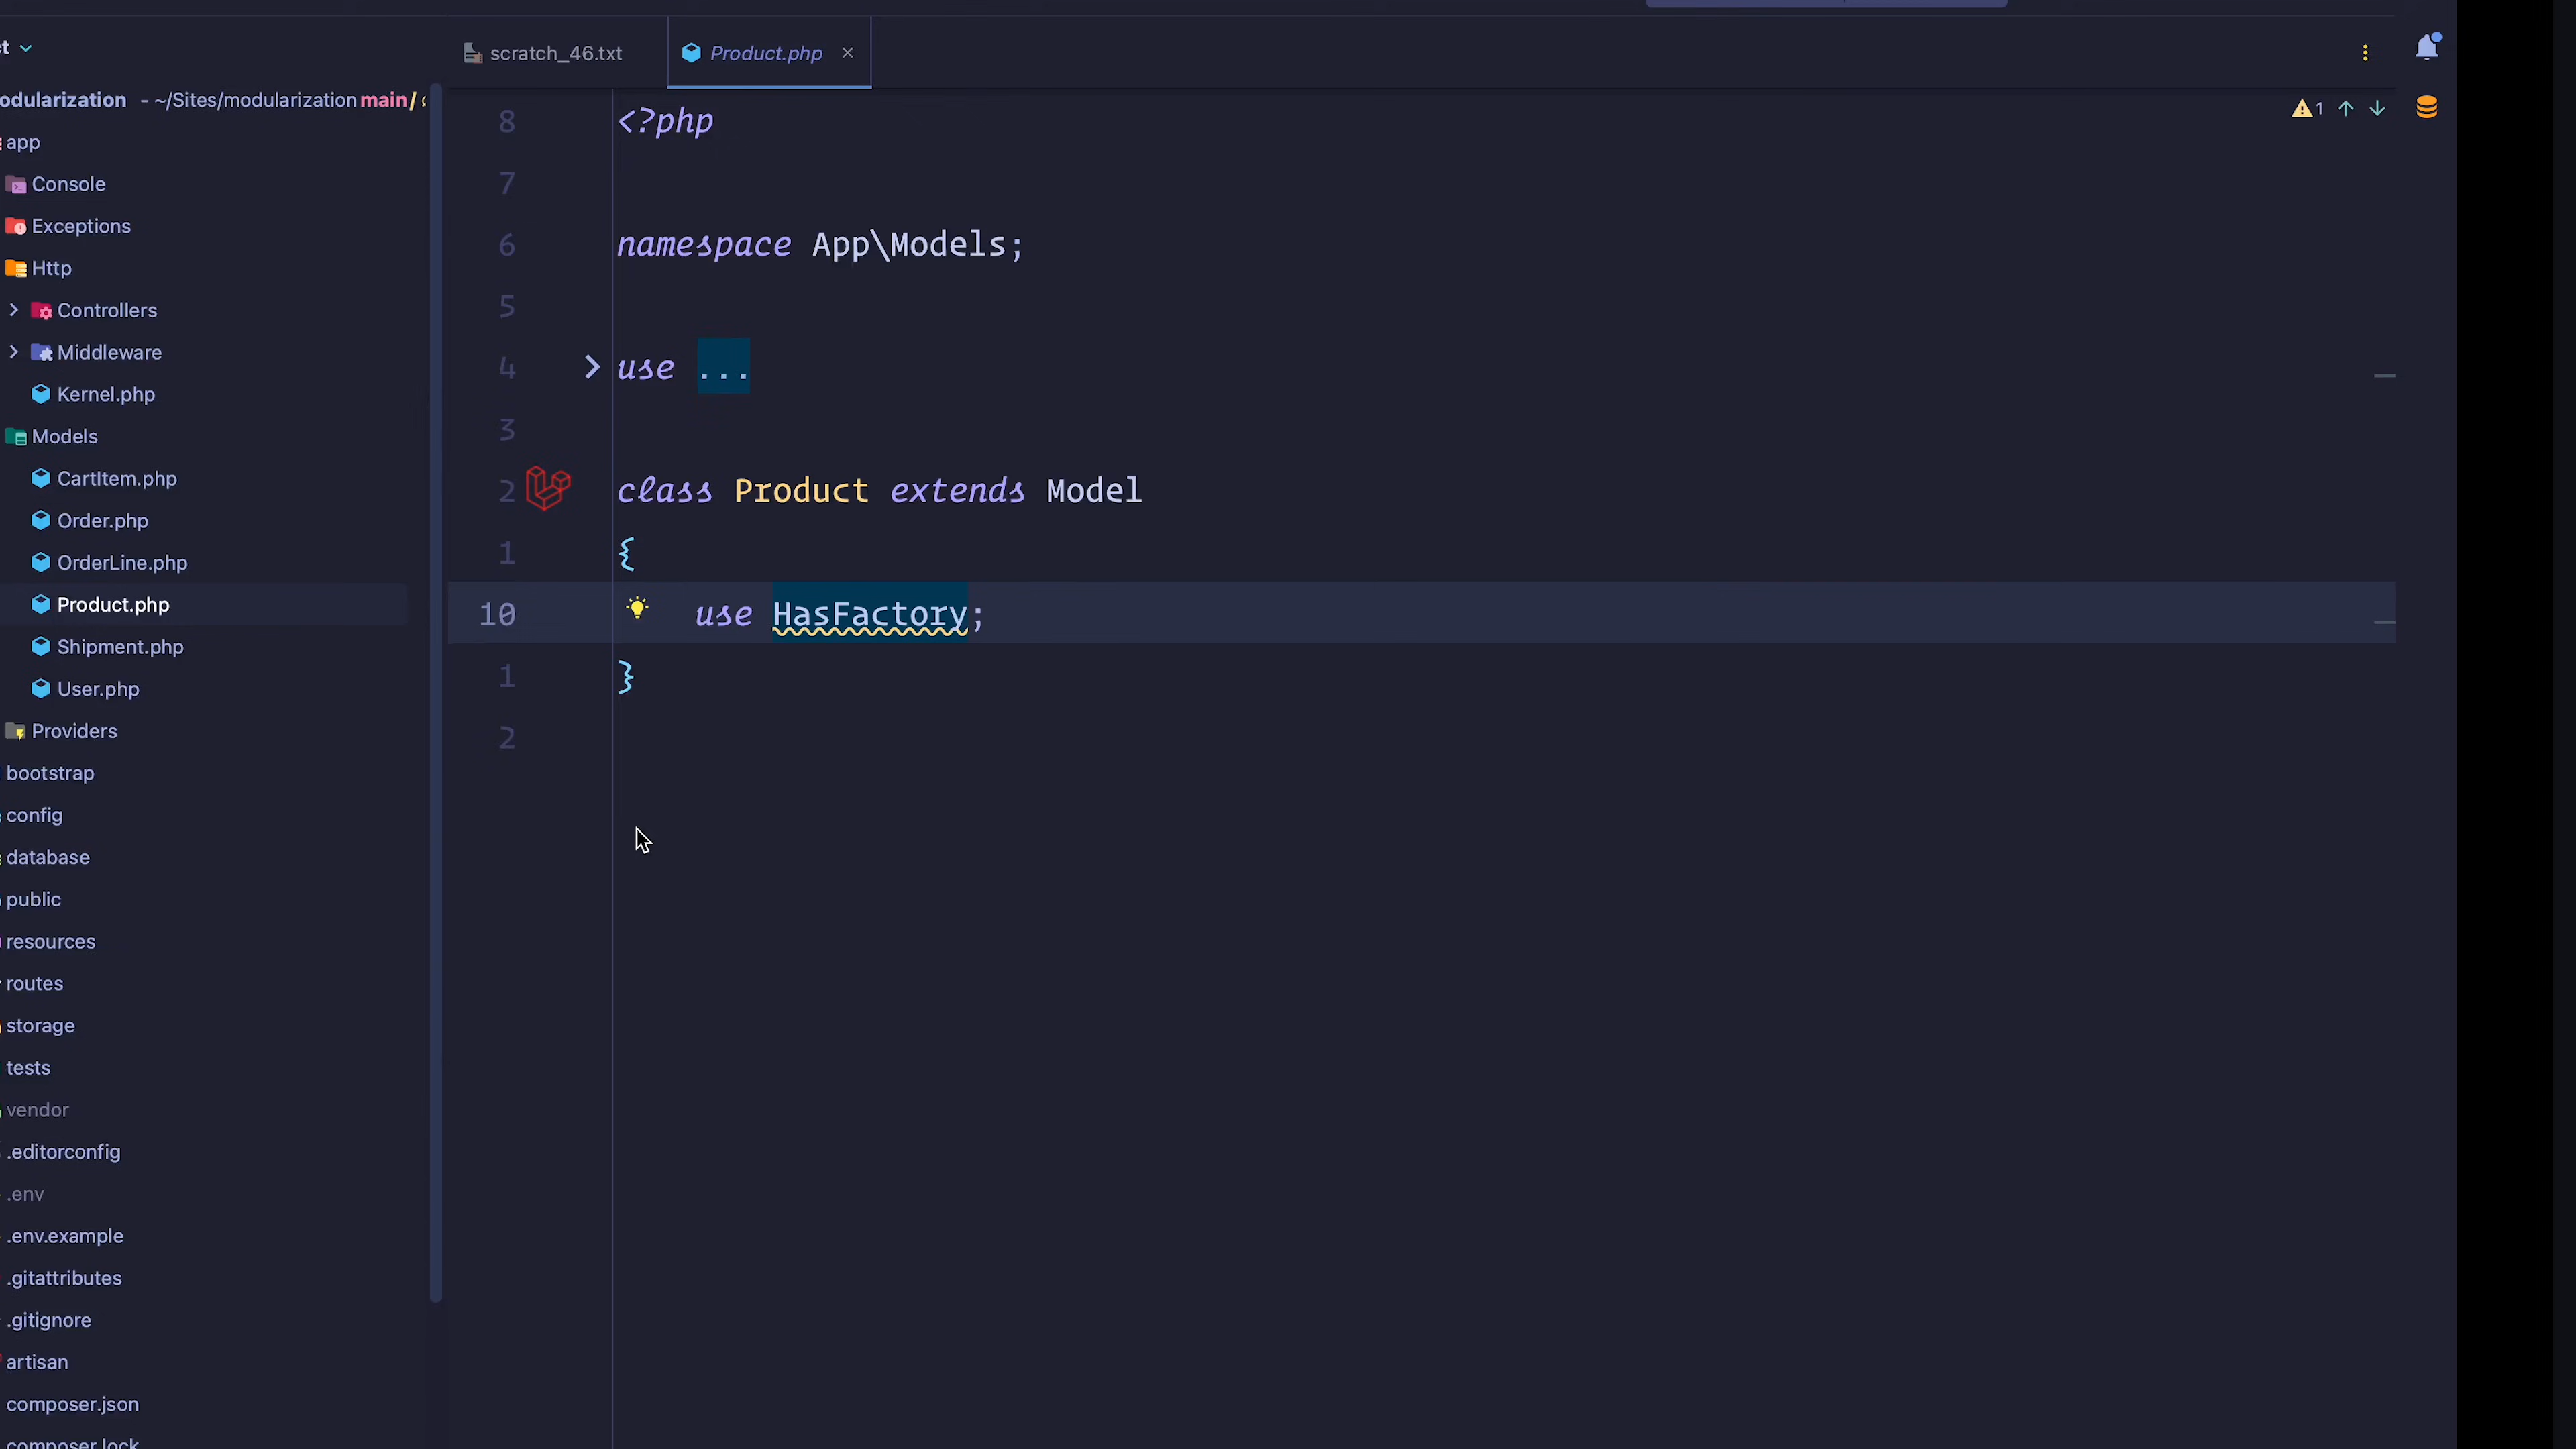 ct
scratch_46.txt
Product.php
odularization - ~/Sites/modularization main /
app
Console
Exceptions
Http
Controllers
Middleware
Kernel.php
Models
CartItem.php
Order.php
OrderLine.php
Product.php
Shipment.php
User.php
Providers
bootstrap
config
database
public
resources
routes
storage
tests
vendor
.editorconfig
.env
.env.example
.gitattributes
.gitignore
artisan
composer.json
composer.lock
1
8 <?php
7
6 namespace App\Models;
5
4 use ...
3
2 class Product extends Model
1 {
10 use HasFactory;
1 }
2